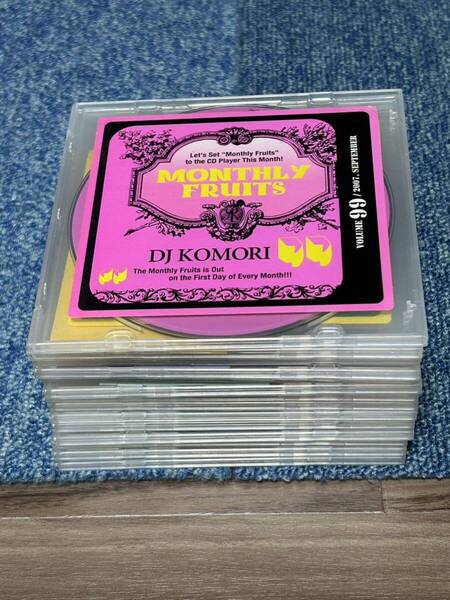 Let's Set "Monthly Fruits"
to the CD Player This Month!
MONTHLY
FRUITS
DJ KOMORI
The Monthly Fruits is Out
on the First Day of Every Month!!!
VOLUME 99 / 2007. SEPTEMBER